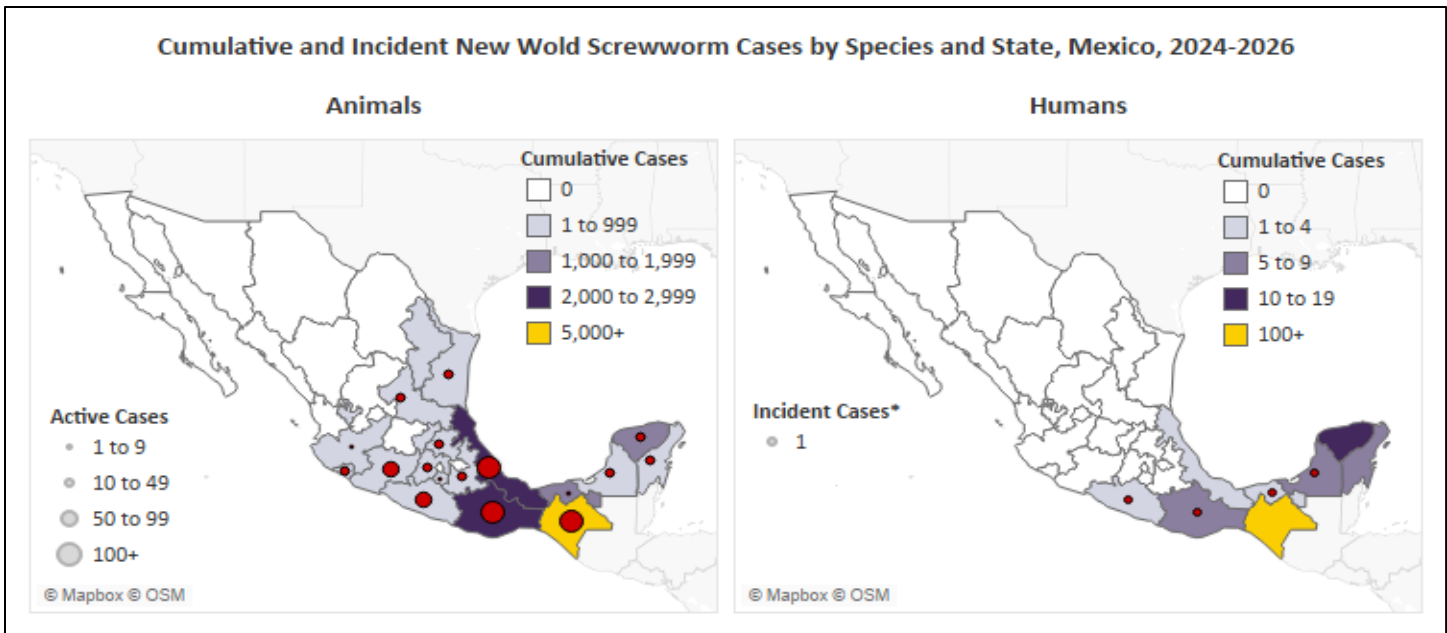 Cumulative and Incident New Wold Screwworm Cases by Species and State, Mexico, 2024-2026
Animals
Cumulative Cases
0
1 to 999
1,000 to 1,999
2,000 to 2,999
5,000+
Active Cases
1 to 9
10 to 49
50 to 99
100+
© Mapbox © OSM
Humans
Cumulative Cases
0
1 to 4
5 to 9
10 to 19
100+
Incident Cases*
1
© Mapbox © OSM